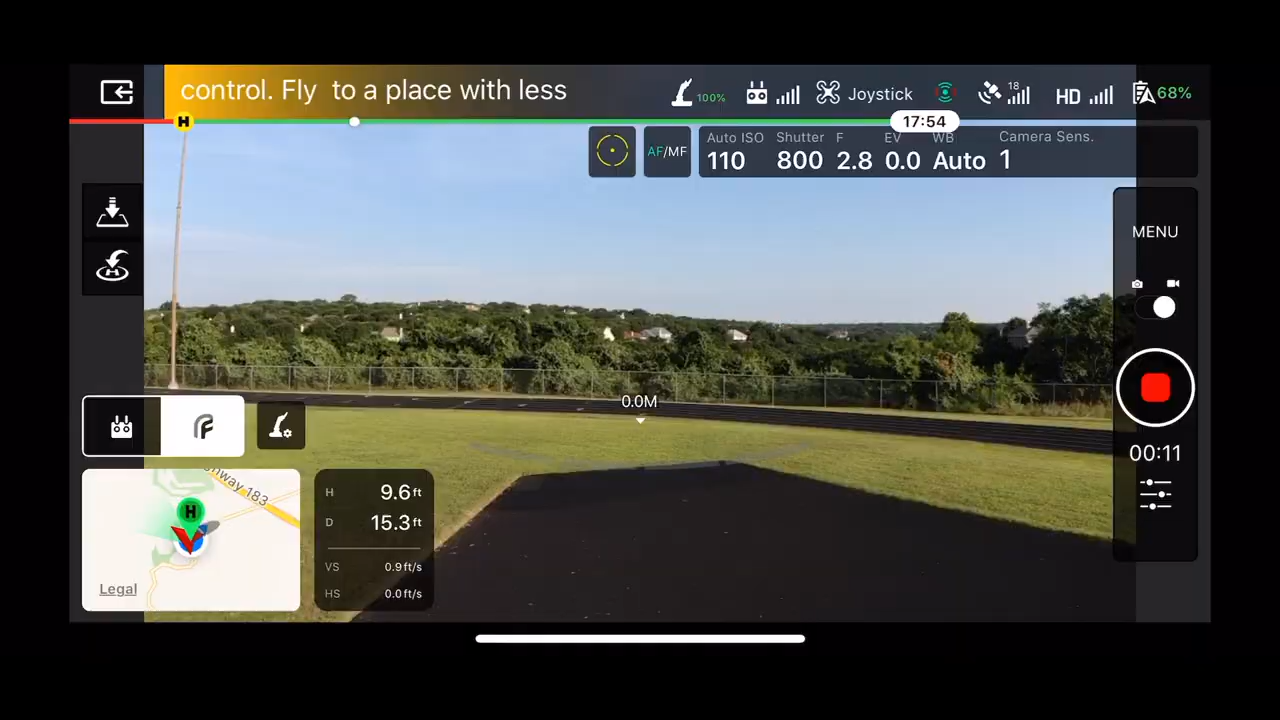 control. Fly  to a place with less
100%
Joystick
18
HD
68%
H
17:54
AF/MF
Auto ISO
110
Shutter
800
F
2.8
EV
0.0
WB
Auto
Camera Sens.
1
MENU
0.0M
00:11
hway 183
H
Legal
H 9.6 ft
D 15.3 ft
VS 0.9 ft/s
HS 0.0 ft/s